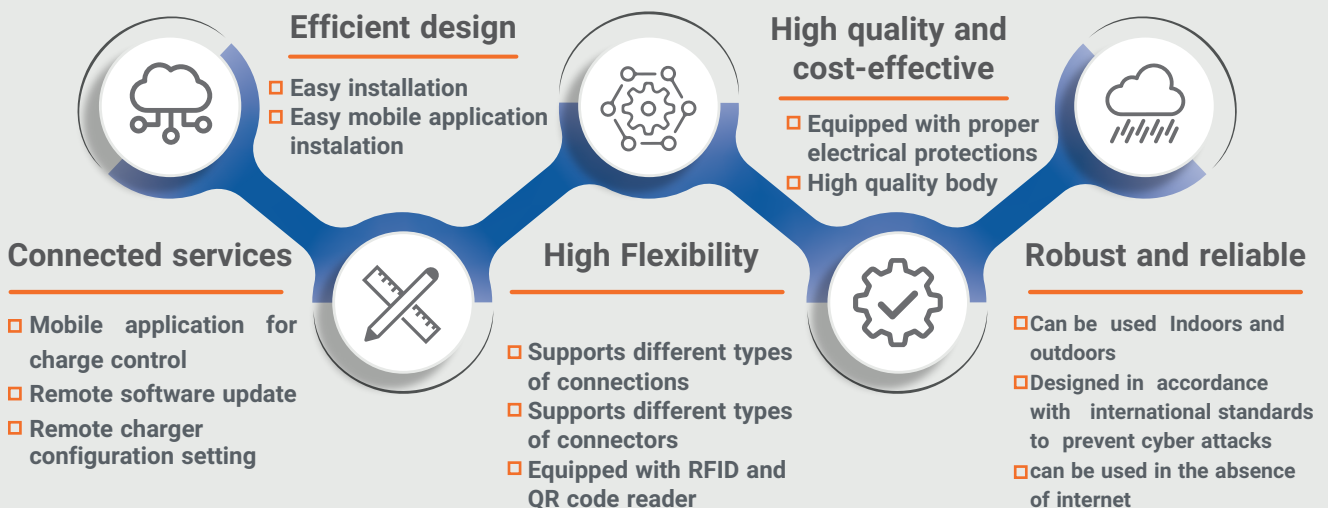 Efficient design
Easy installation
Easy mobile application
instalation
High quality and
cost-effective
Equipped with proper
electrical protections
High quality body
Connected services
Mobile application for
charge control
Remote software update
Remote charger
configuration setting
High Flexibility
Supports different types
of connections
Supports different types
of connectors
Equipped with RFID and
QR code reader
Robust and reliable
Can be used Indoors and
outdoors
Designed in accordance
with international standards
to prevent cyber attacks
can be used in the absence
of internet